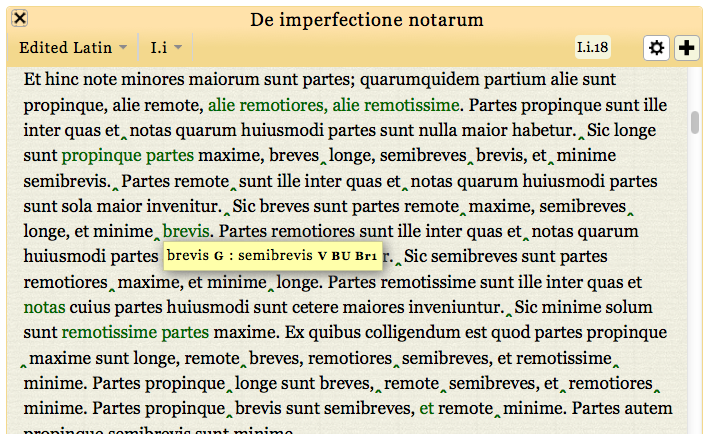 De imperfectione notarum
Edited Latin I.i I.i.18
Et hinc note minores maiorum sunt partes; quarumquidem partium alie sunt
propinque, alie remote, alie remotiores, alie remotissime. Partes propinque sunt ille
inter quas et‸notas quarum huiusmodi partes sunt nulla maior habetur.‸Sic longe
sunt propinque partes maxime, breves‸longe, semibreves‸brevis, et‸minime
semibrevis.‸Partes remote‸sunt ille inter quas et‸notas quarum huiusmodi partes
sunt sola maior invenitur.‸Sic breves sunt partes remote‸maxime, semibreves‸
longe, et minime‸brevis. Partes remotiores sunt ille inter quas et‸notas quarum
huiusmodi partes brevis G : semibrevis V BU Br1 r.‸Sic semibreves sunt partes
remotiores‸maxime, et minime‸longe. Partes remotissime sunt ille inter quas et
notas cuius partes huiusmodi sunt cetere maiores inveniuntur.‸Sic minime solum
sunt remotissime partes maxime. Ex quibus colligendum est quod partes propinque
‸maxime sunt longe, remote‸breves, remotiores‸semibreves, et remotissime‸
minime. Partes propinque‸longe sunt breves,‸remote‸semibreves, et‸remotiores‸
minime. Partes propinque‸brevis sunt semibreves, et remote‸minime. Partes autem
propinque semibrevis sunt minime.